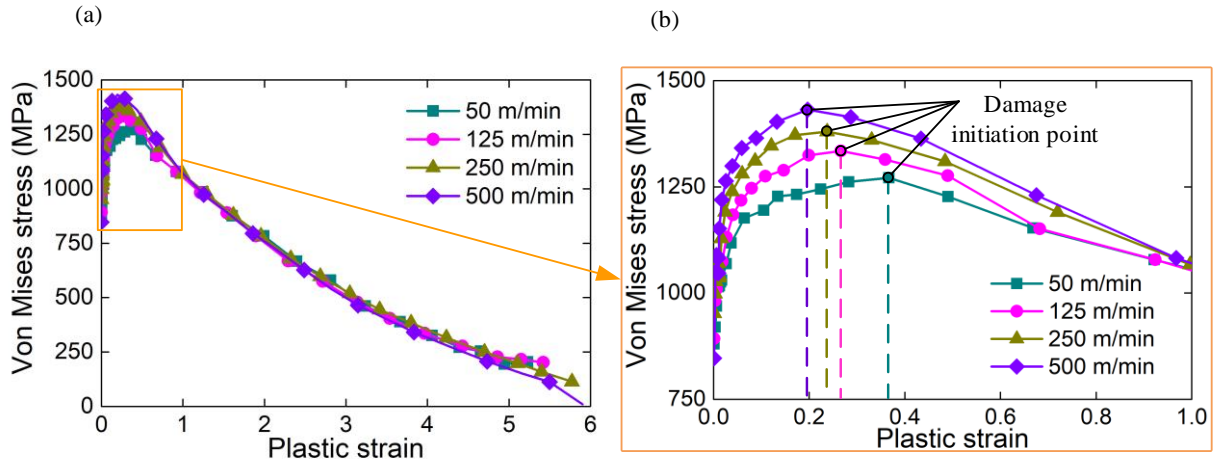 (a)
(b)
Von Mises stress (MPa)
1500
1250
1000
750
500
250
0
0 1 2 3 4 5 6
Plastic strain
50 m/min
125 m/min
250 m/min
500 m/min
Von Mises stress (MPa)
1500
1250
1000
750
0.0 0.2 0.4 0.6 0.8 1.0
Plastic strain
Damage
initiation point
50 m/min
125 m/min
250 m/min
500 m/min